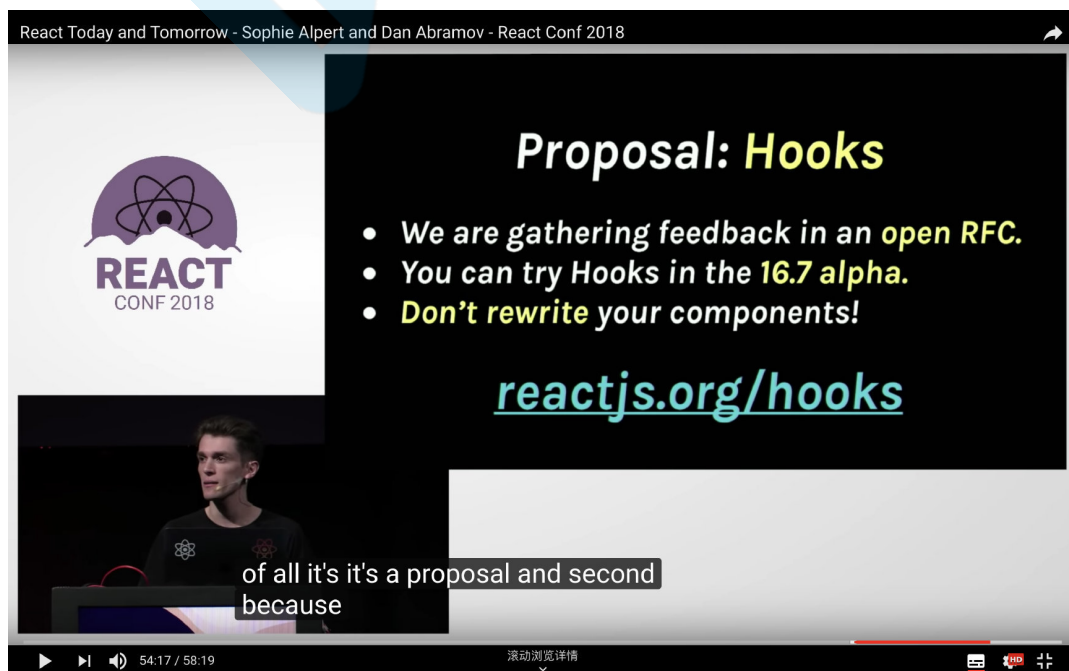 React Today and Tomorrow - Sophie Alpert and Dan Abramov - React Conf 2018
Proposal: Hooks
• We are gathering feedback in an open RFC.
• You can try Hooks in the 16.7 alpha.
• Don't rewrite your components!
reactjs.org/hooks
REACT
CONF 2018
of all it's it's a proposal and second
because
54:17 / 58:19
滚动浏览详情
HD